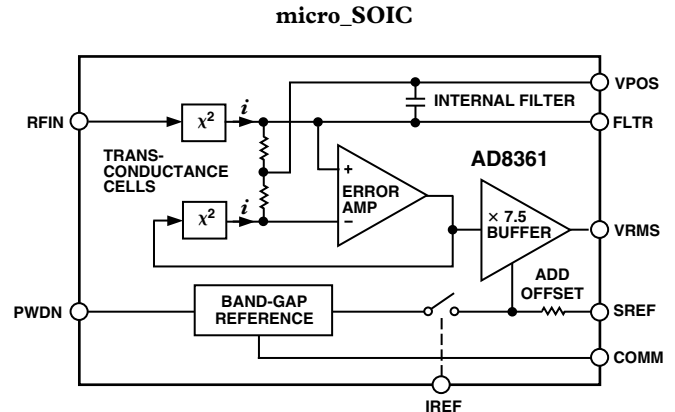 micro_SOIC
VPOS
INTERNAL FILTER
RFIN
χ²
i
FLTR
TRANS-
CONDUCTANCE
CELLS
+
ERROR
AMP
−
AD8361
χ²
i
× 7.5
BUFFER
VRMS
ADD
OFFSET
PWDN
BAND-GAP
REFERENCE
SREF
COMM
IREF